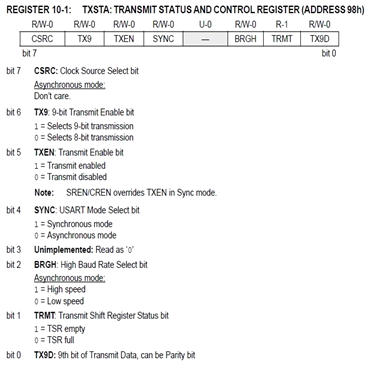 REGISTER 10-1: TXSTA: TRANSMIT STATUS AND CONTROL REGISTER (ADDRESS 98h)
R/W-0 R/W-0 R/W-0 R/W-0 U-0 R/W-0 R-1 R/W-0
CSRC TX9 TXEN SYNC — BRGH TRMT TX9D
bit 7 bit 0
bit 7 CSRC: Clock Source Select bit
Asynchronous mode:
Don't care.
bit 6 TX9: 9-bit Transmit Enable bit
1 = Selects 9-bit transmission
0 = Selects 8-bit transmission
bit 5 TXEN: Transmit Enable bit
1 = Transmit enabled
0 = Transmit disabled
Note: SREN/CREN overrides TXEN in Sync mode.
bit 4 SYNC: USART Mode Select bit
1 = Synchronous mode
0 = Asynchronous mode
bit 3 Unimplemented: Read as '0'
bit 2 BRGH: High Baud Rate Select bit
Asynchronous mode:
1 = High speed
0 = Low speed
bit 1 TRMT: Transmit Shift Register Status bit
1 = TSR empty
0 = TSR full
bit 0 TX9D: 9th bit of Transmit Data, can be Parity bit